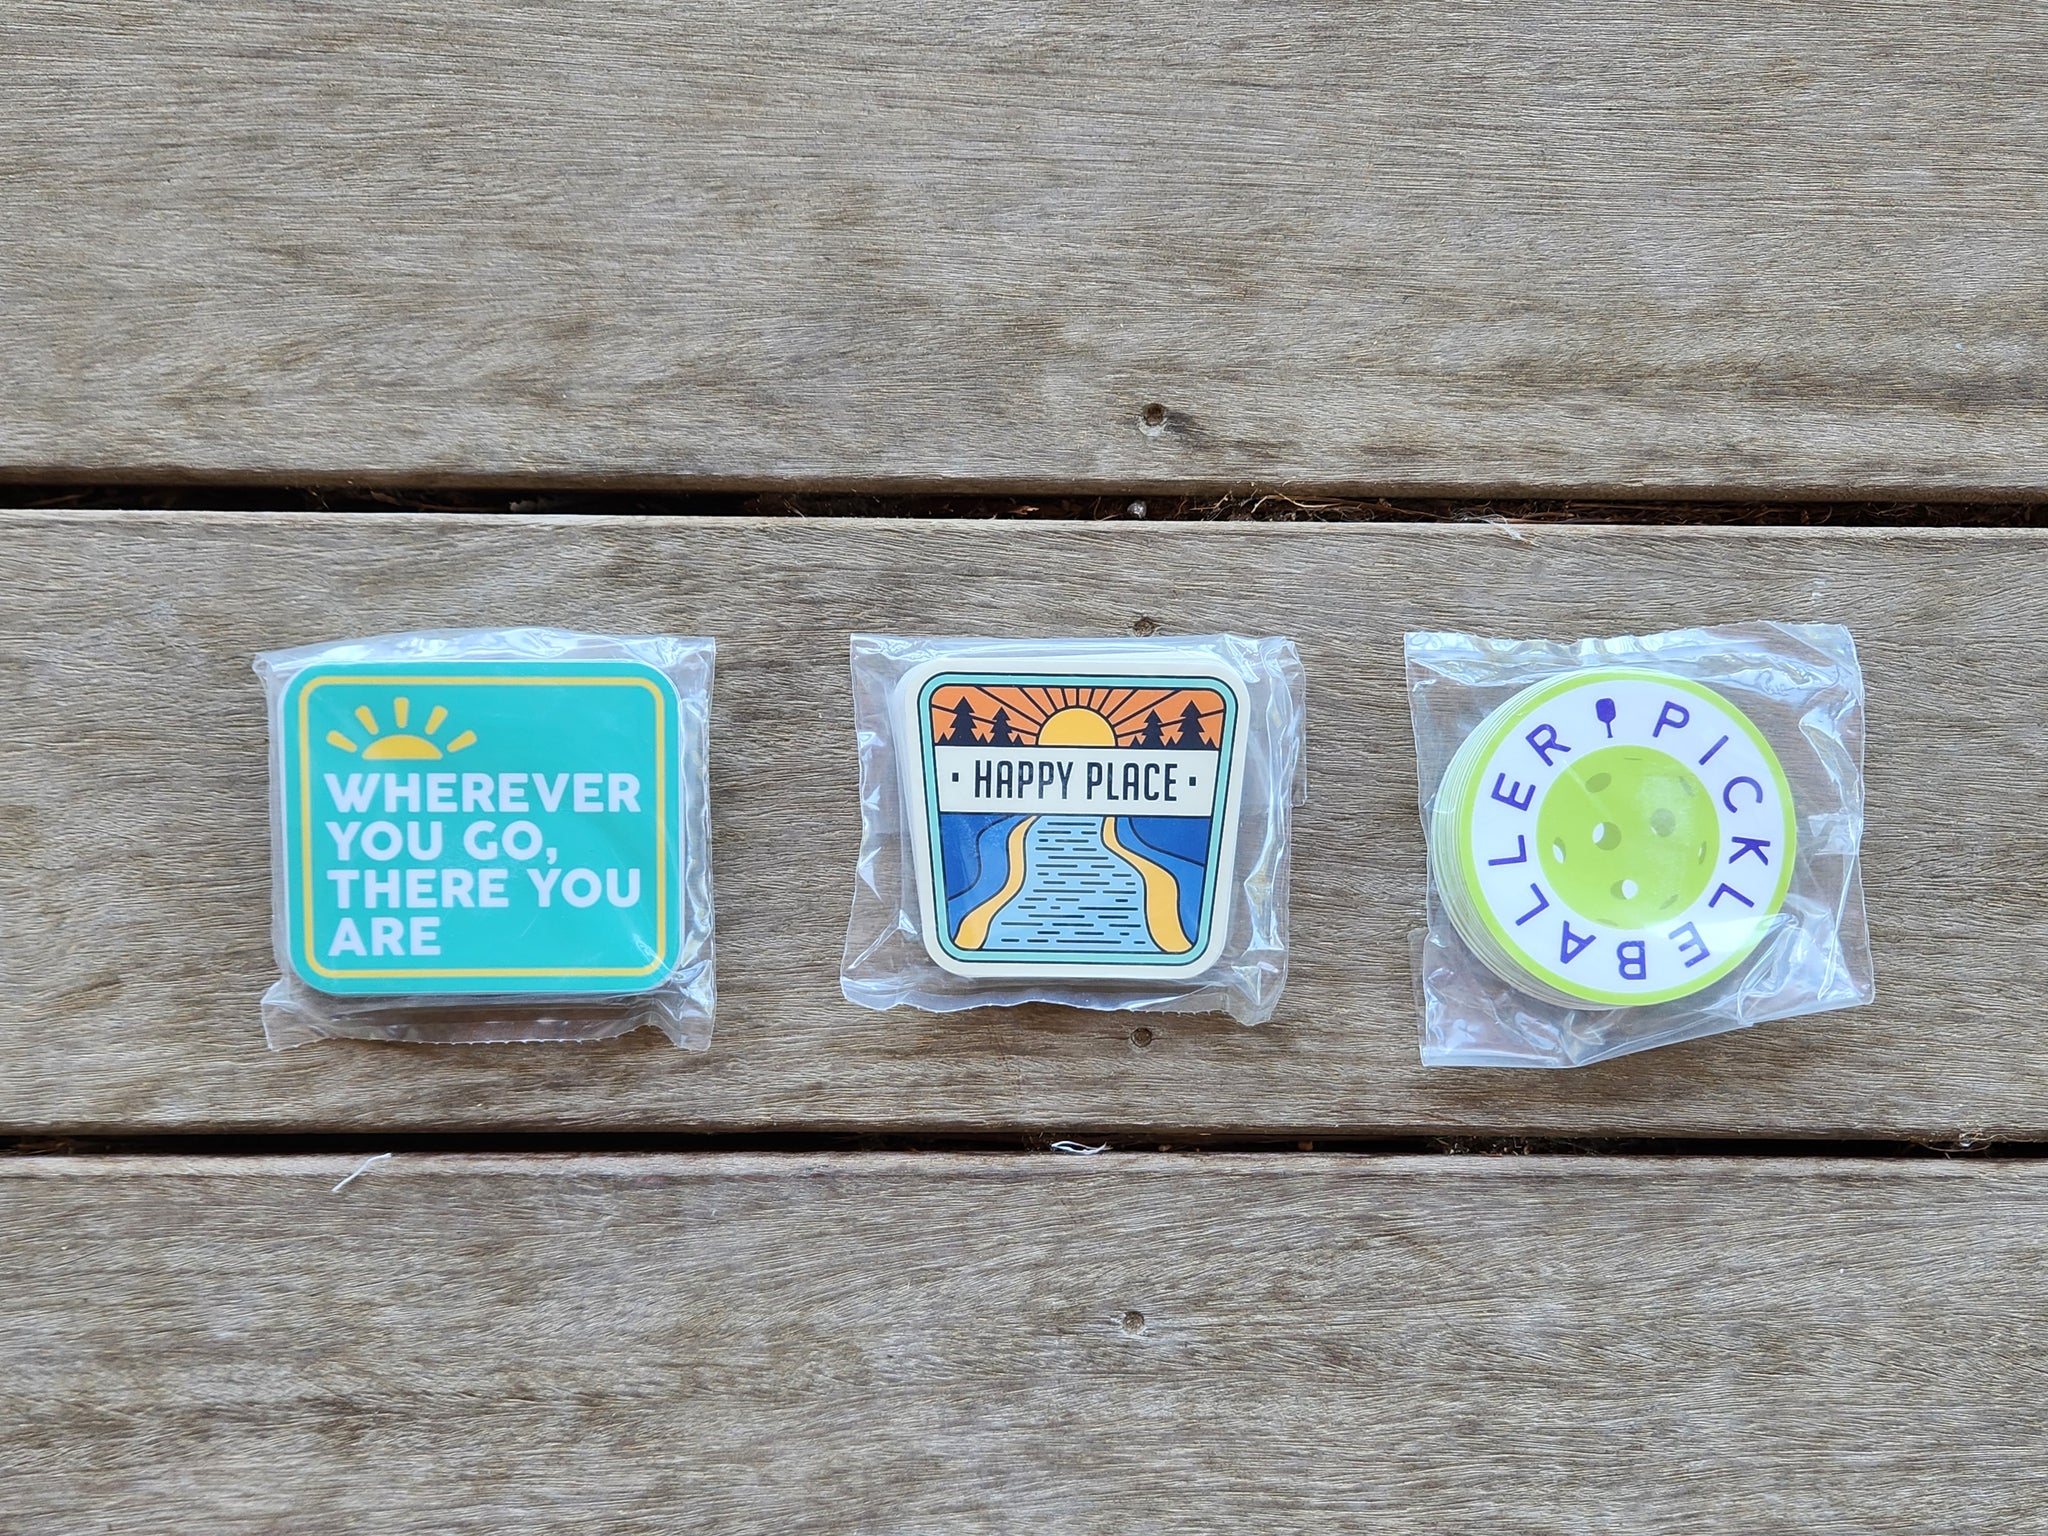 WHEREVER
YOU GO,
THERE YOU
ARE
· HAPPY PLACE ·
PICKLEBALLER